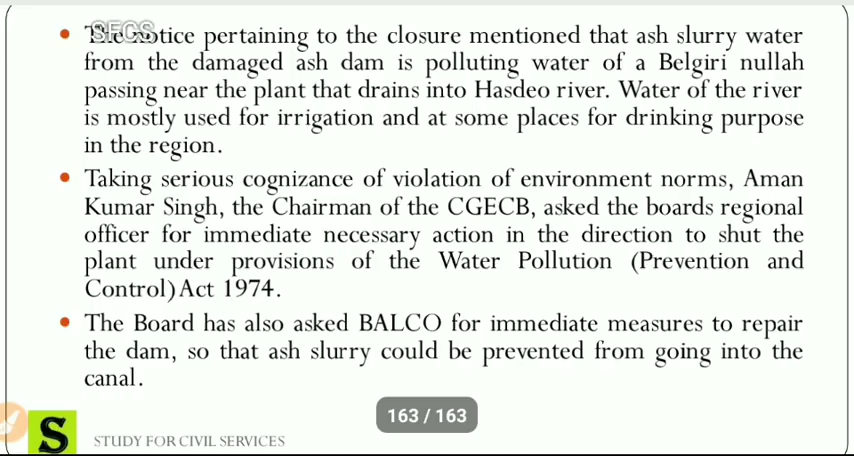 SFCS
The notice pertaining to the closure mentioned that ash slurry water
from the damaged ash dam is polluting water of a Belgiri nullah
passing near the plant that drains into Hasdeo river. Water of the river
is mostly used for irrigation and at some places for drinking purpose
in the region.
Taking serious cognizance of violation of environment norms, Aman
Kumar Singh, the Chairman of the CGECB, asked the boards regional
officer for immediate necessary action in the direction to shut the
plant under provisions of the Water Pollution (Prevention and
Control)Act 1974.
The Board has also asked BALCO for immediate measures to repair
the dam, so that ash slurry could be prevented from going into the
canal.
163 / 163
S
STUDY FOR CIVIL SERVICES